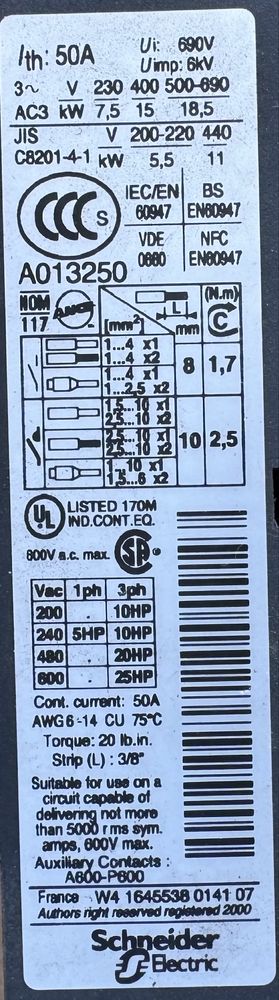 Ith: 50A Ui: 690V
Uimp: 6kV
3~ V 230 400 500-690
AC3 kW 7,5 15 18,5
JIS V 200-220 440
C8201-4-1 kW 5,5 11
CCC S IEC/EN 60947 BS EN60947
VDE 0660 NFC EN60947
A013250
NOM 117 ANCE [mm²] L mm (N.m) C
1...4 x1
1...4 x2
1...4 x1
1...2,5 x2
8 1,7
1,5...10 x1
2,5...10 x2
2,5...10 x1
2,5...10 x2
1...10 x1
1,5...6 x2
10 2,5
UL LISTED 170M
IND.CONT.EQ.
600V a.c. max. SA
Vac 1ph 3ph
200 . 10HP
240 5HP 10HP
480 . 20HP
600 . 25HP
Cont. current: 50A
AWG 6-14 CU 75°C
Torque: 20 lb.in.
Strip (L) : 3/8"
Suitable for use on a
circuit capable of
delivering not more
than 5000 rms sym.
amps, 600V max.
Auxiliary Contacts :
A600-P600
France W4 1645538 0141 07
Authors right reserved registered 2000
Schneider
Electric